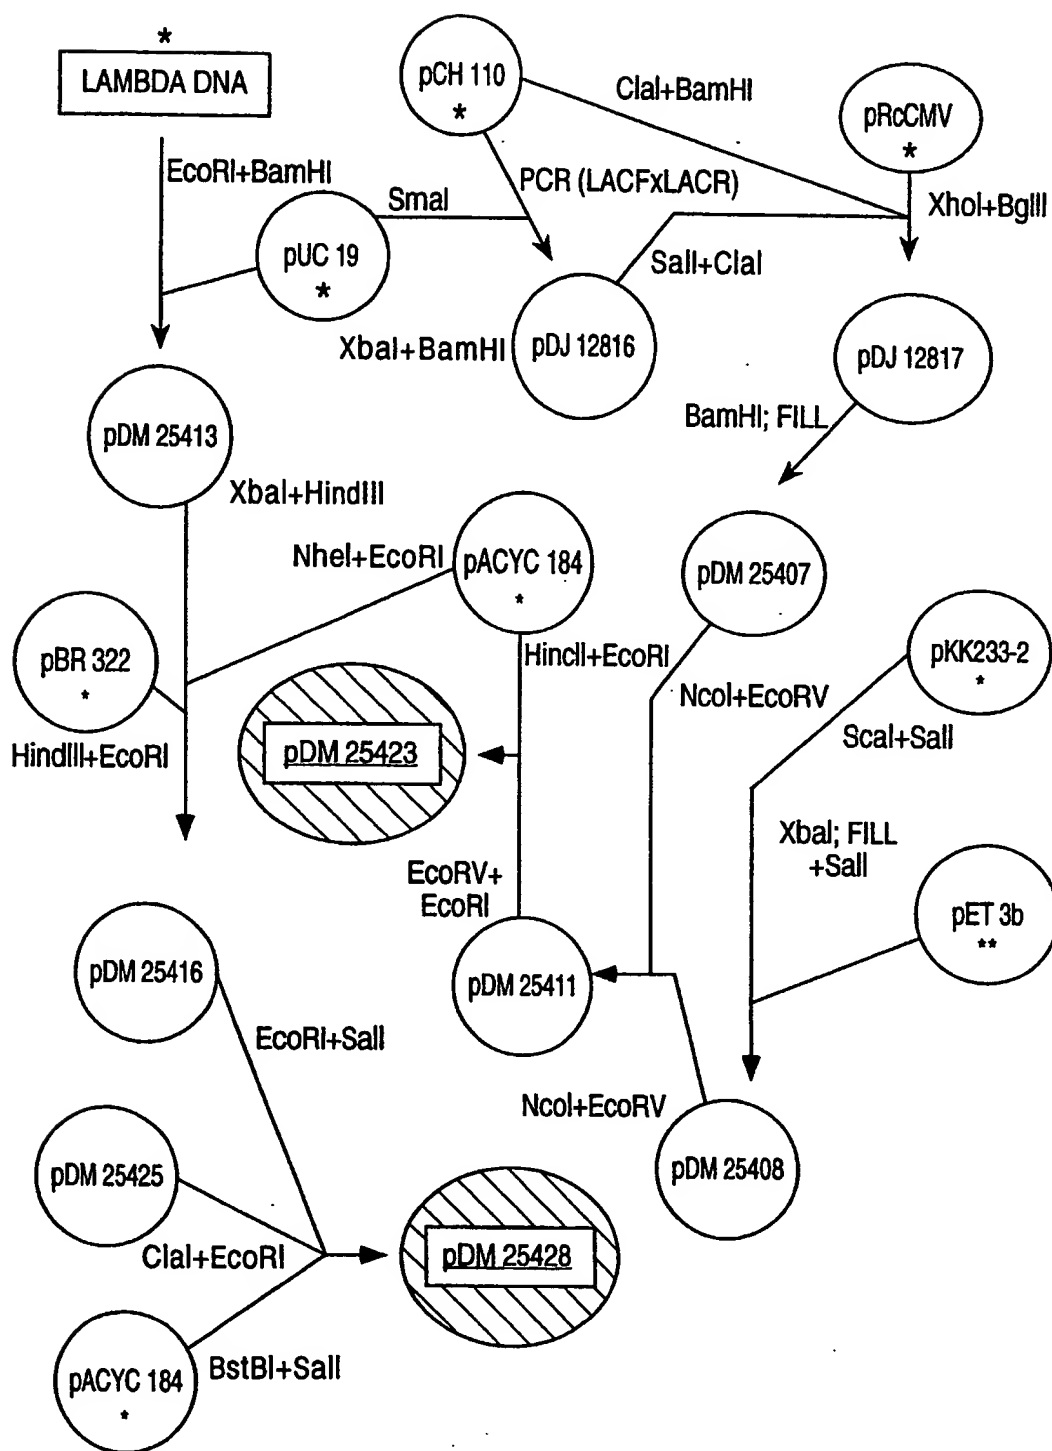 *
LAMBDA DNA
pCH 110
*
ClaI+BamHI
pRcCMV
*
EcoRI+BamHI
SmaI
PCR (LACFxLACR)
XhoI+BglII
pUC 19
*
SalI+ClaI
XbaI+BamHI
pDJ 12816
pDJ 12817
BamHI; FILL
pDM 25413
XbaI+HindIII
NheI+EcoRI
pACYC 184
*
pDM 25407
pBR 322
*
HincII+EcoRI
pKK233-2
*
NcoI+EcoRV
HindIII+EcoRI
pDM 25423
ScaI+SalI
XbaI; FILL
+SalI
EcoRV+
EcoRI
pET 3b
**
pDM 25416
pDM 25411
EcoRI+SalI
NcoI+EcoRV
pDM 25408
pDM 25425
ClaI+EcoRI
pDM 25428
pACYC 184
*
BstBI+SalI